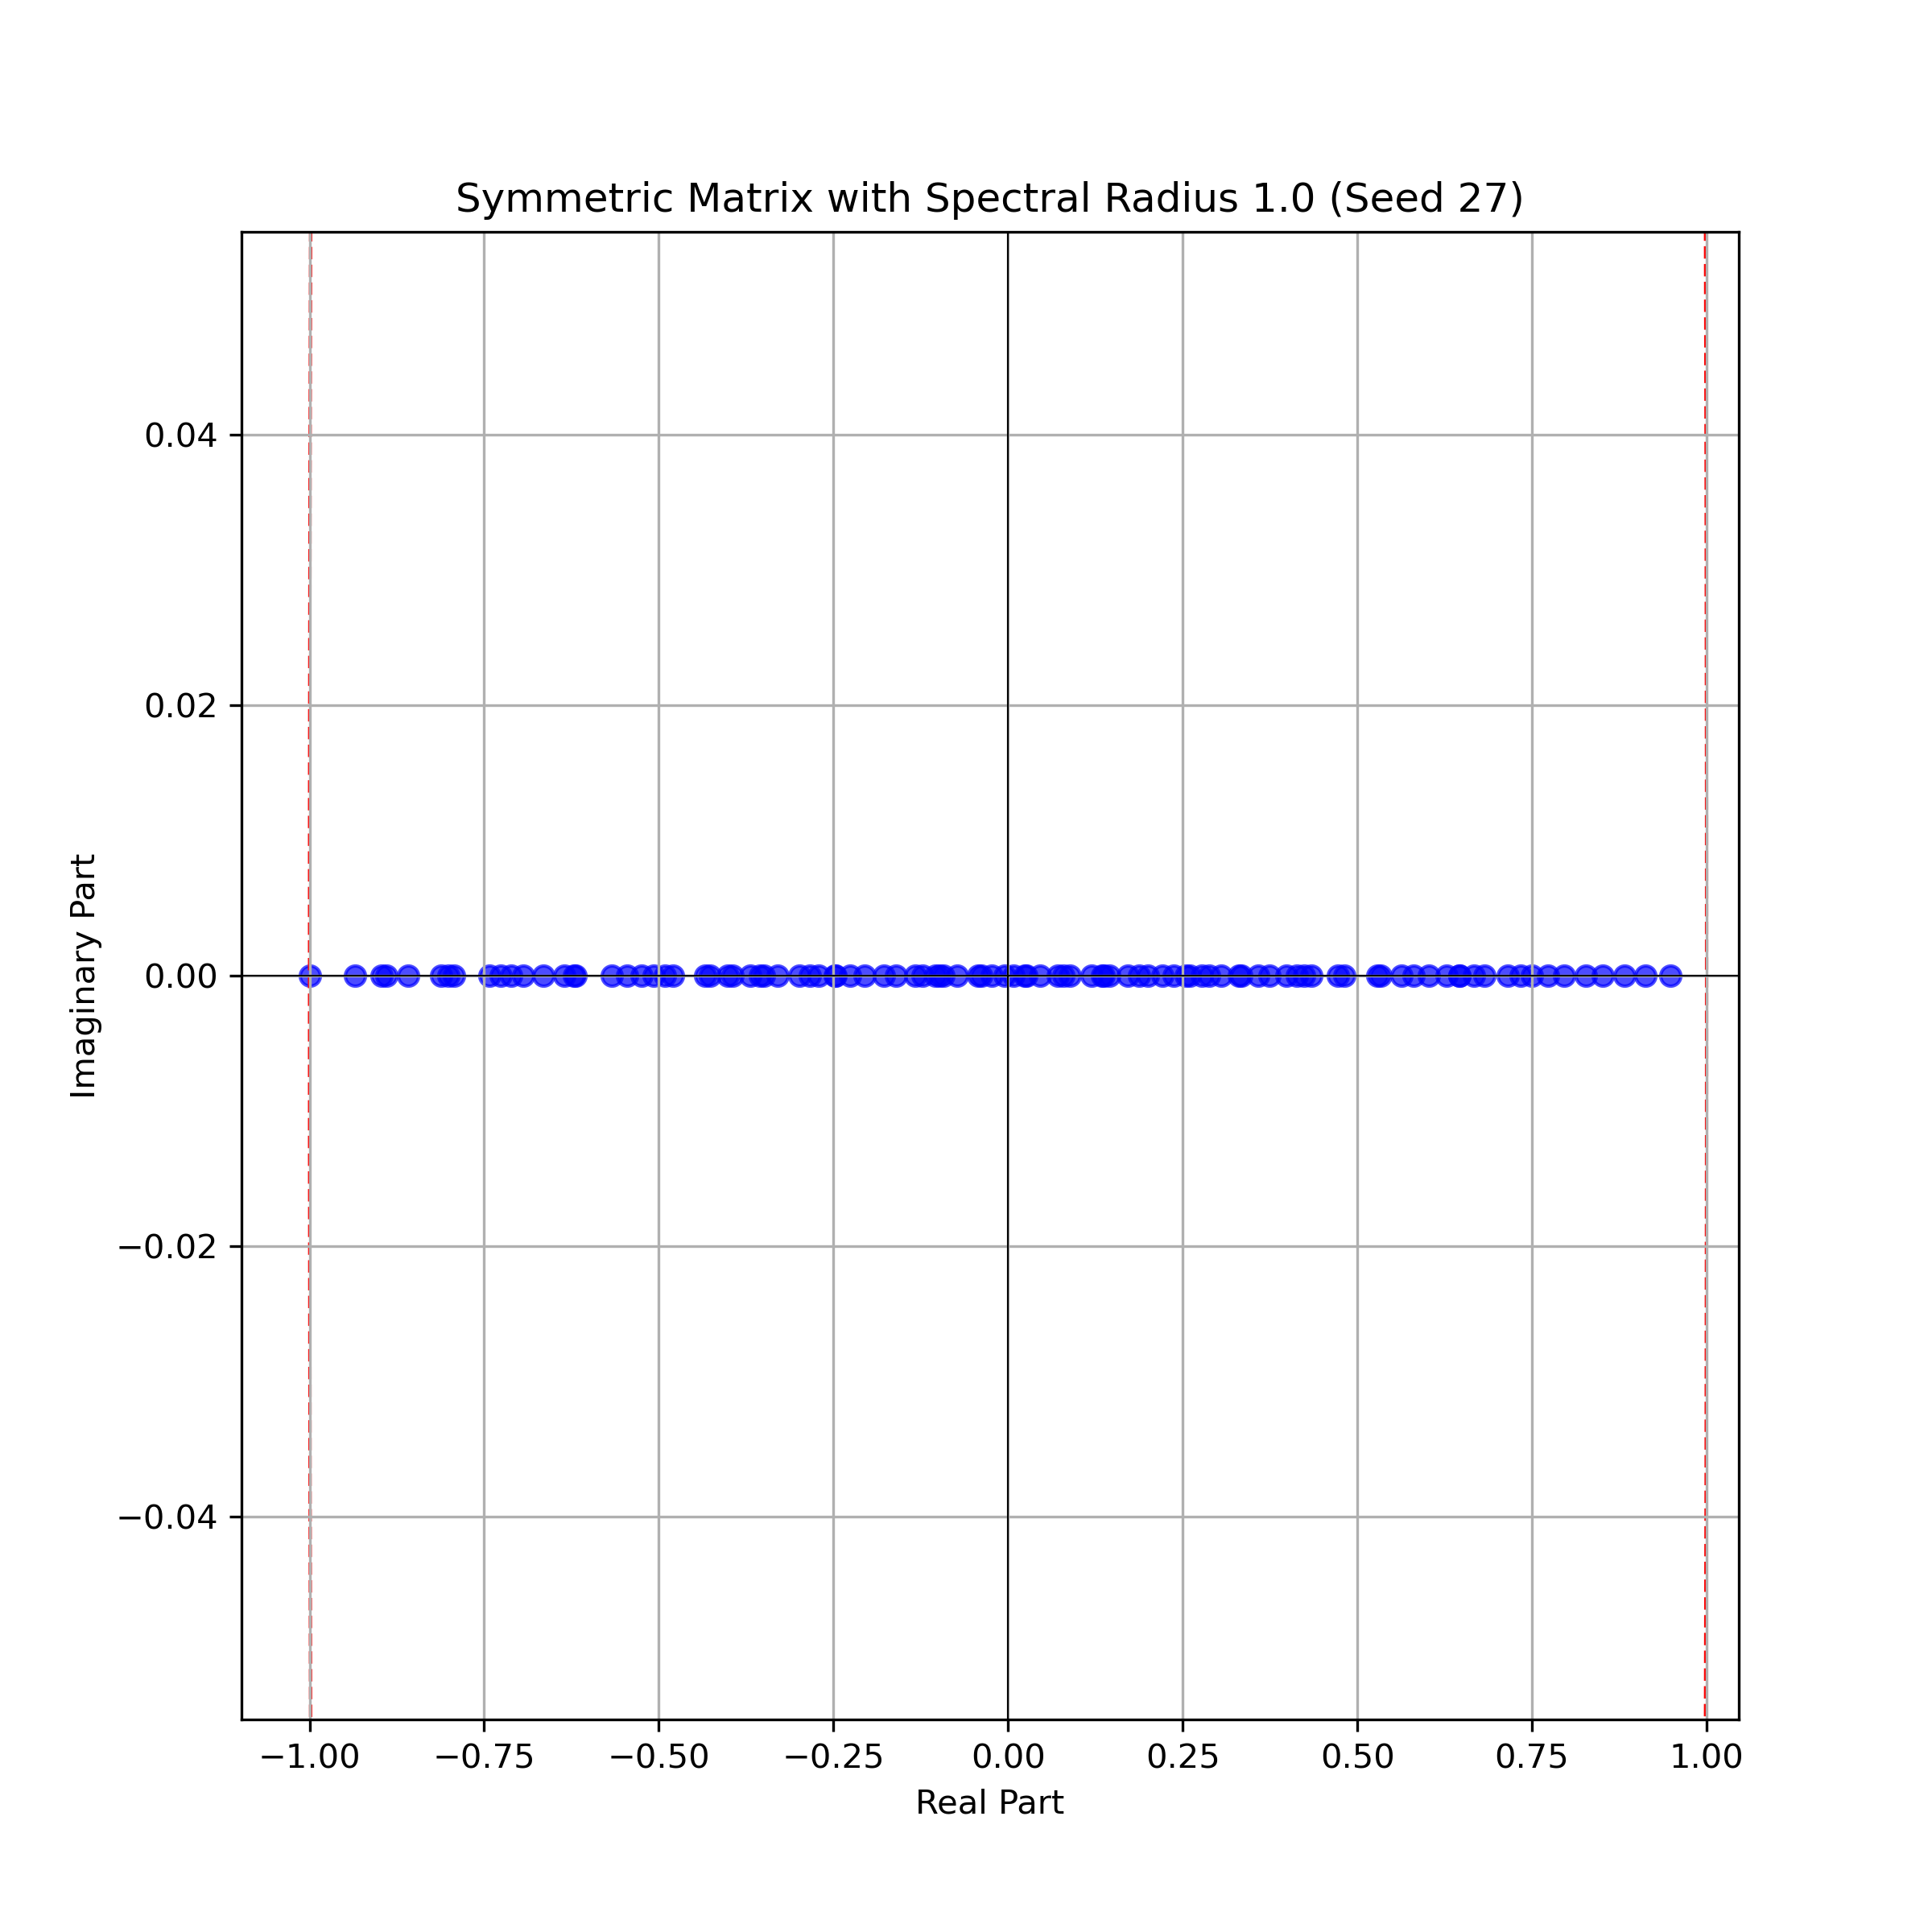 Symmetric Matrix with Spectral Radius 1.0 (Seed 27)
0.04
0.02
0.00
−0.02
−0.04
Imaginary Part
−1.00 −0.75 −0.50 −0.25 0.00 0.25 0.50 0.75 1.00
Real Part